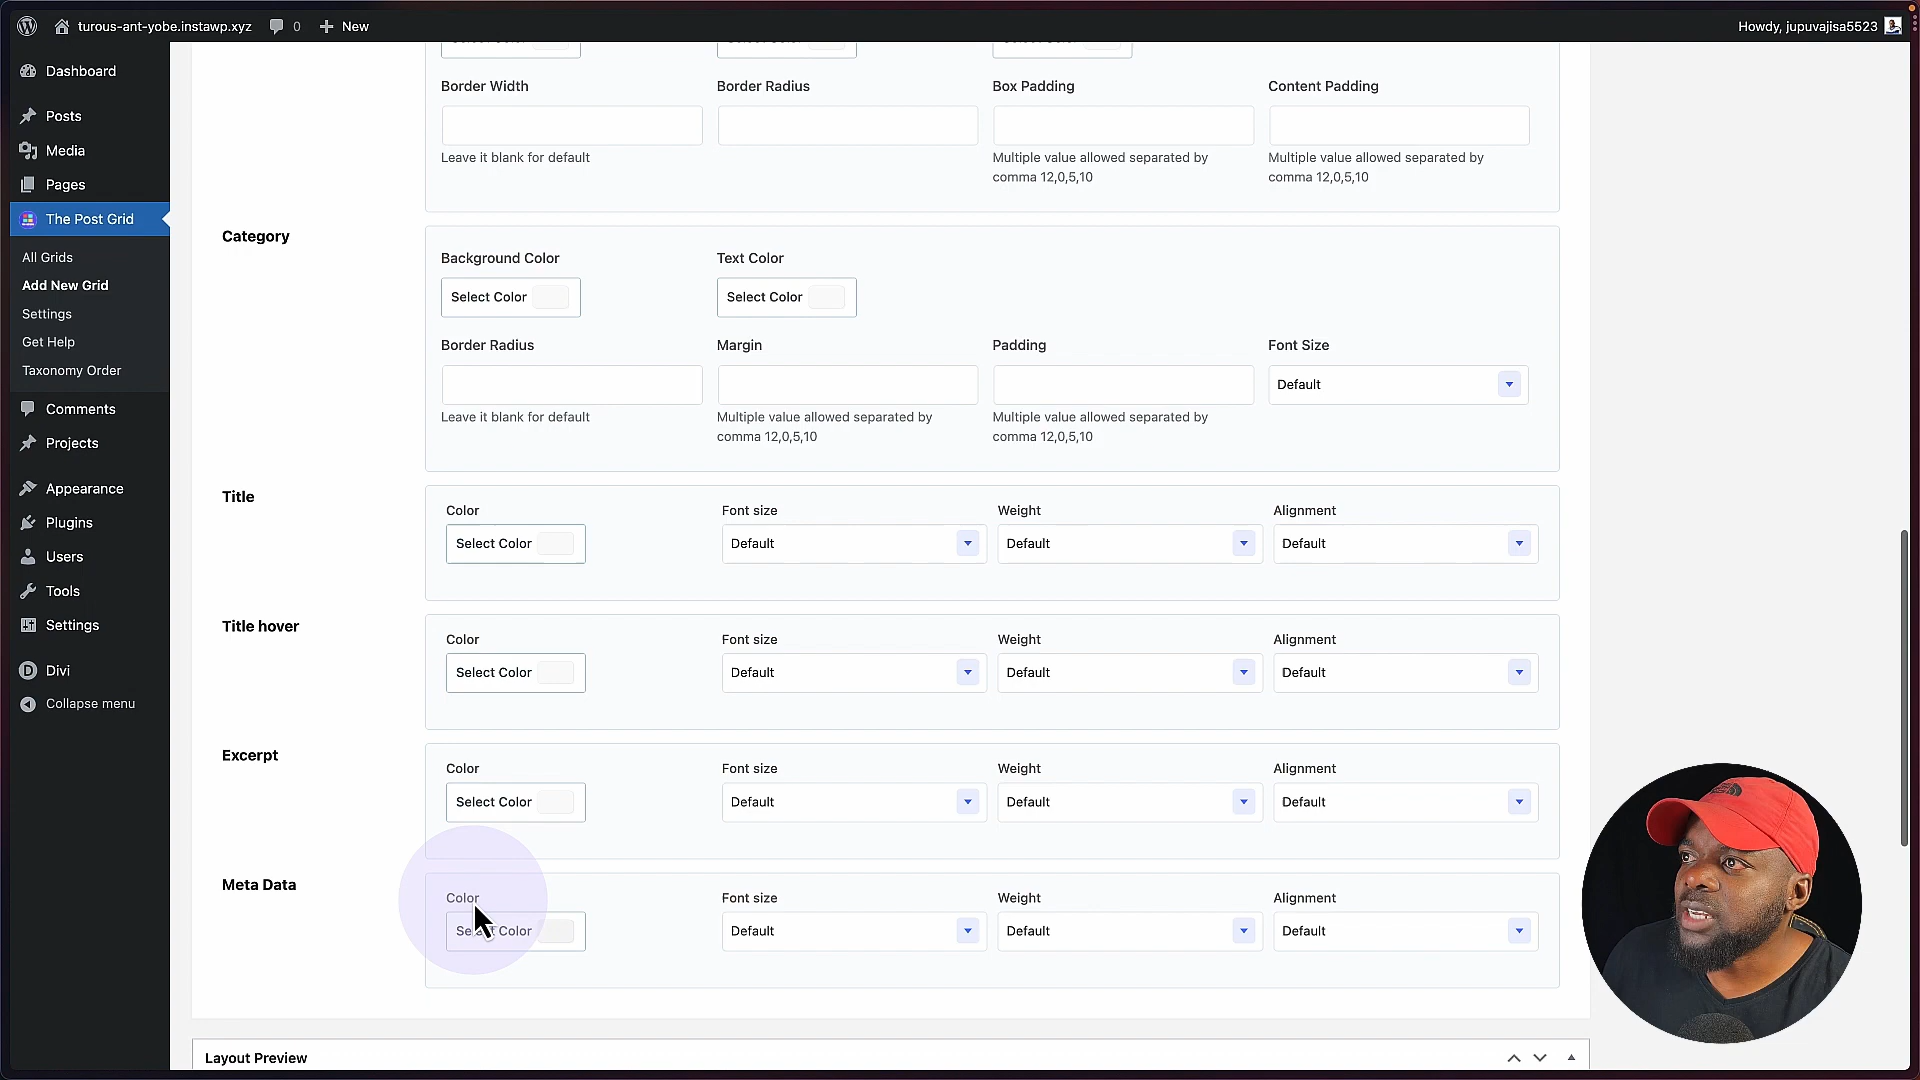 turous-ant-yobe.instawp.xyz 0 New Howdy, jupuvajisa5523
Dashboard
Posts
Media
Pages
The Post Grid
All Grids
Add New Grid
Settings
Get Help
Taxonomy Order
Comments
Projects
Appearance
Plugins
Users
Tools
Settings
Divi
Collapse menu
Border Width Border Radius Box Padding Content Padding
Leave it blank for default Multiple value allowed separated by Multiple value allowed separated by
comma 12,0,5,10 comma 12,0,5,10
Category
Background Color Text Color
Select Color Select Color
Border Radius Margin Padding Font Size
Default
Leave it blank for default Multiple value allowed separated by Multiple value allowed separated by
comma 12,0,5,10 comma 12,0,5,10
Title
Color Font size Weight Alignment
Select Color Default Default Default
Title hover
Color Font size Weight Alignment
Select Color Default Default Default
Excerpt
Color Font size Weight Alignment
Select Color Default Default Default
Meta Data
Color Font size Weight Alignment
Select Color Default Default Default
Layout Preview